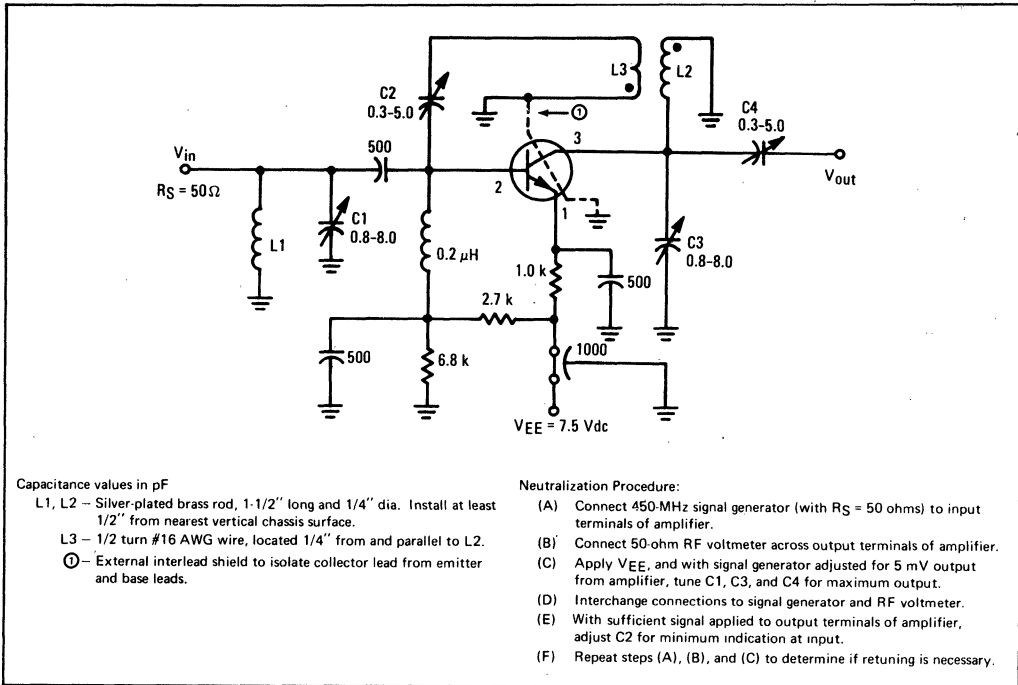 L3
L2
C2
0.3–5.0
①
C4
0.3–5.0
3
500
Vin
Vout
RS = 50Ω
2
1
C1
0.8–8.0
L1
0.2 μH
C3
0.8–8.0
1.0 k
500
2.7 k
500
6.8 k
1000
VEE = 7.5 Vdc
Capacitance values in pF
L1, L2 – Silver-plated brass rod, 1-1/2'' long and 1/4'' dia. Install at least
1/2'' from nearest vertical chassis surface.
L3 – 1/2 turn #16 AWG wire, located 1/4'' from and parallel to L2.
① – External interlead shield to isolate collector lead from emitter
and base leads.
Neutralization Procedure:
(A) Connect 450-MHz signal generator (with RS = 50 ohms) to input
terminals of amplifier.
(B) Connect 50-ohm RF voltmeter across output terminals of amplifier.
(C) Apply VEE, and with signal generator adjusted for 5 mV output
from amplifier, tune C1, C3, and C4 for maximum output.
(D) Interchange connections to signal generator and RF voltmeter.
(E) With sufficient signal applied to output terminals of amplifier,
adjust C2 for minimum indication at input.
(F) Repeat steps (A), (B), and (C) to determine if retuning is necessary.